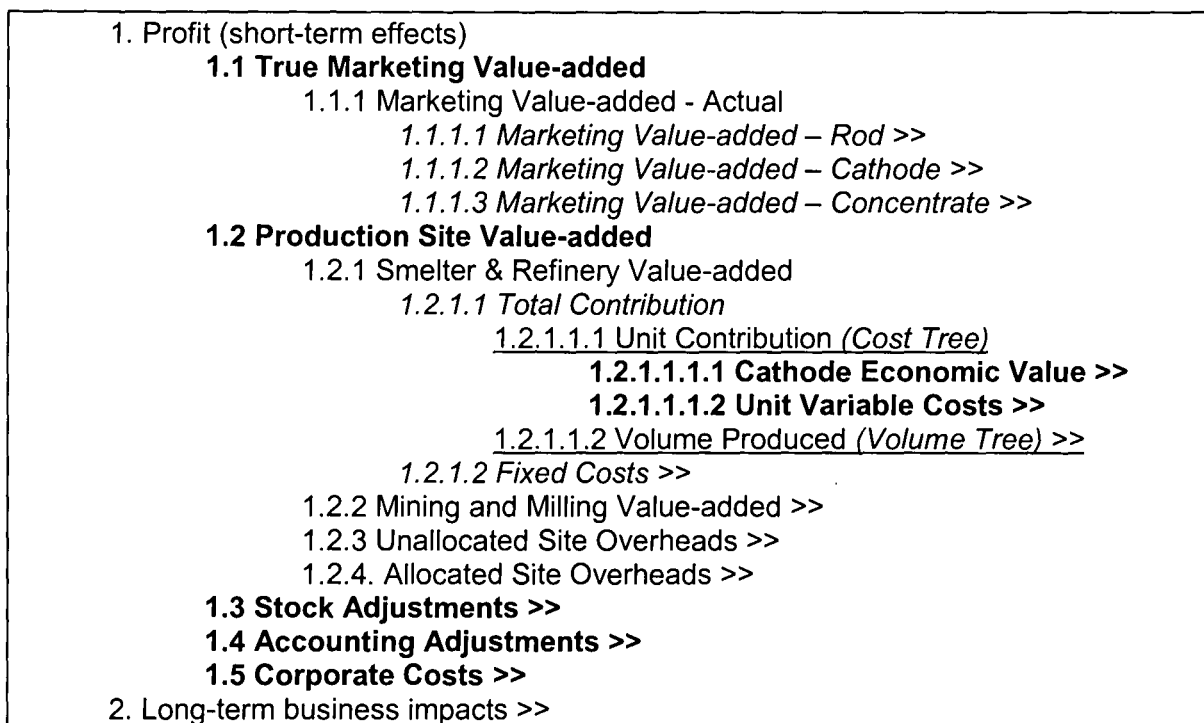 1. Profit (short-term effects)
1.1 True Marketing Value-added
1.1.1 Marketing Value-added - Actual
1.1.1.1 Marketing Value-added – Rod >>
1.1.1.2 Marketing Value-added – Cathode >>
1.1.1.3 Marketing Value-added – Concentrate >>
1.2 Production Site Value-added
1.2.1 Smelter & Refinery Value-added
1.2.1.1 Total Contribution
1.2.1.1.1 Unit Contribution (Cost Tree)
1.2.1.1.1.1 Cathode Economic Value >>
1.2.1.1.1.2 Unit Variable Costs >>
1.2.1.1.2 Volume Produced (Volume Tree) >>
1.2.1.2 Fixed Costs >>
1.2.2 Mining and Milling Value-added >>
1.2.3 Unallocated Site Overheads >>
1.2.4. Allocated Site Overheads >>
1.3 Stock Adjustments >>
1.4 Accounting Adjustments >>
1.5 Corporate Costs >>
2. Long-term business impacts >>